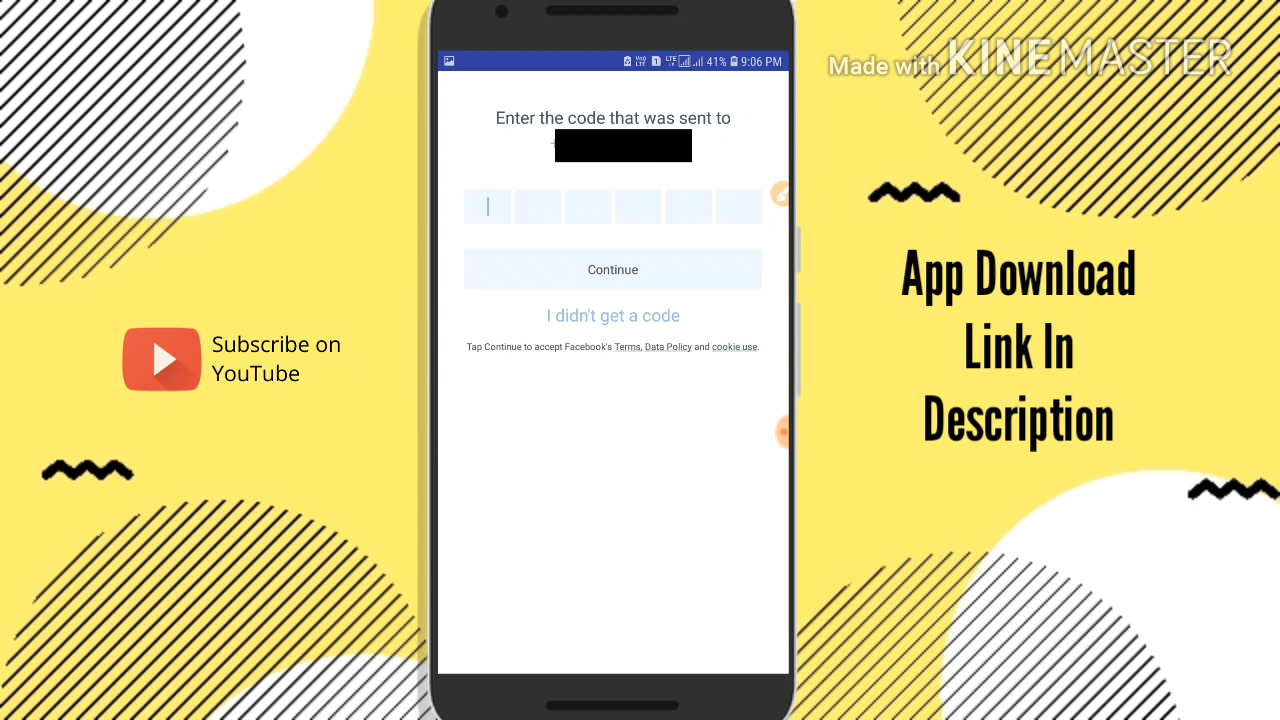 Made with KINEMASTER
41% 9:06 PM
Enter the code that was sent to
Continue
I didn't get a code
Tap Continue to accept Facebook's Terms, Data Policy and cookie use.
Subscribe on
YouTube
App Download
Link In
Description